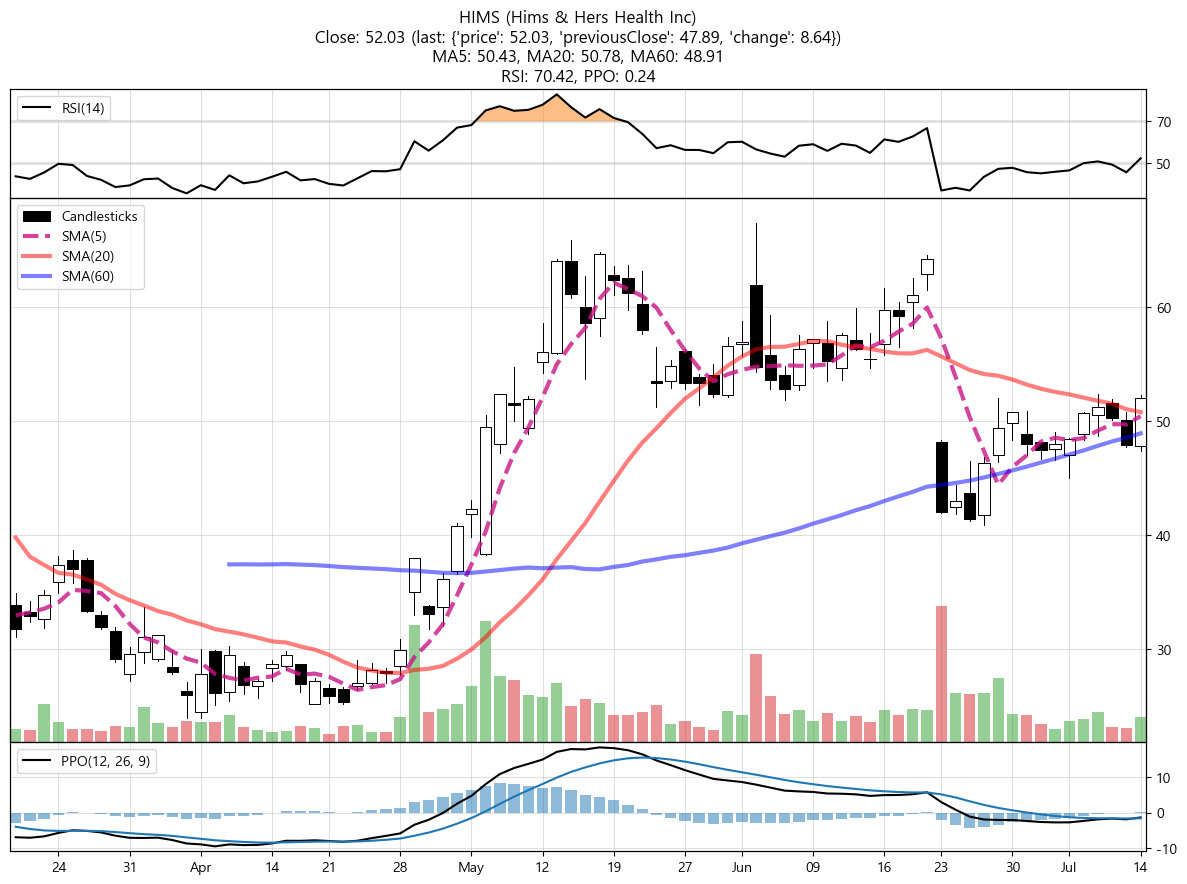 HIMS (Hims & Hers Health Inc)
Close: 52.03 (last: {'price': 52.03, 'previousClose': 47.89, 'change': 8.64})
MA5: 50.43, MA20: 50.78, MA60: 48.91
RSI: 70.42, PPO: 0.24
RSI(14)
70
50
Candlesticks
SMA(5)
SMA(20)
SMA(60)
60
50
40
30
PPO(12, 26, 9)
10
0
-10
24 31 Apr 14 21 28 May 12 19 27 Jun 09 16 23 30 Jul 14